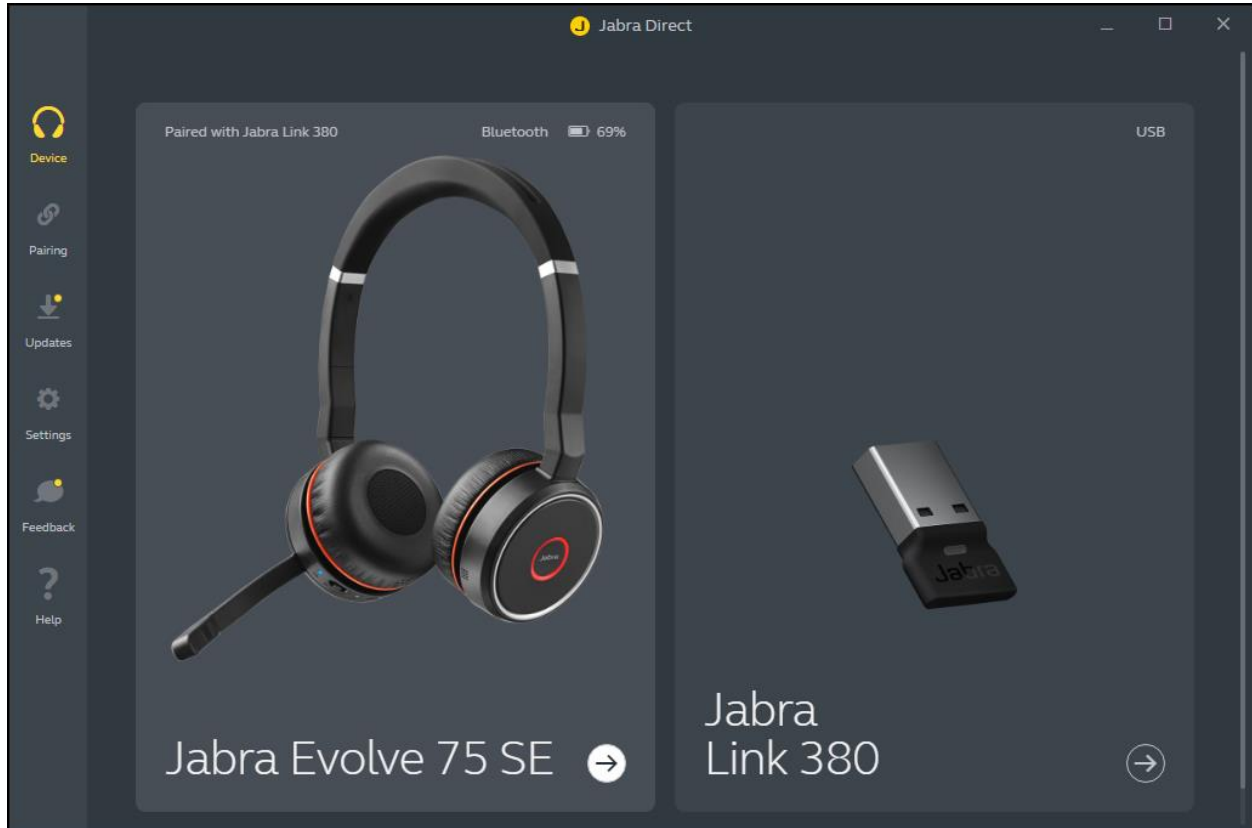 Jabra Direct
Device
Pairing
Updates
Settings
Feedback
Help
Paired with Jabra Link 380 Bluetooth 69%
Jabra
Jabra Evolve 75 SE
USB
Jabra
Jabra
Link 380